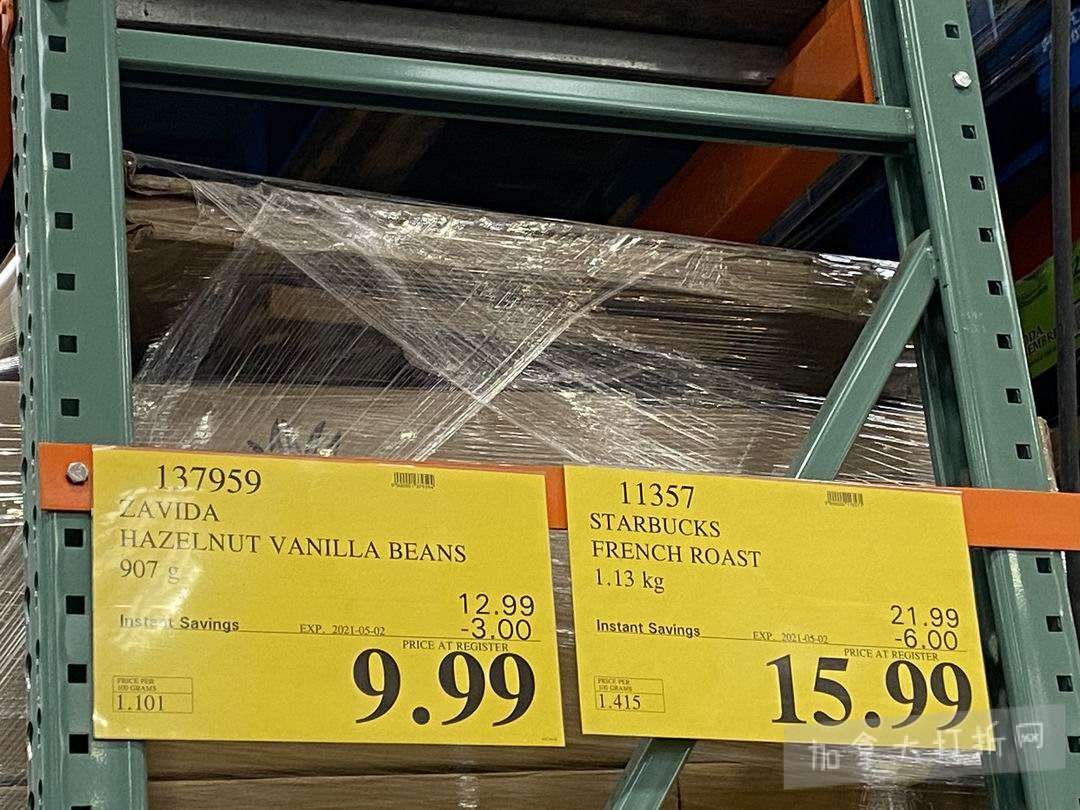 137959
ZAVIDA
HAZELNUT VANILLA BEANS
907 g
12.99
Instant Savings
-3.00
EXP. 2021-05-02
PRICE AT REGISTER
9.99
PRICE PER
100 GRAMS
1.101
11357
STARBUCKS
FRENCH ROAST
1.13 kg
21.99
Instant Savings
-6.00
EXP. 2021-05-02
PRICE AT REGISTER
15.99
PRICE PER
100 GRAMS
1.415
加拿大打折网